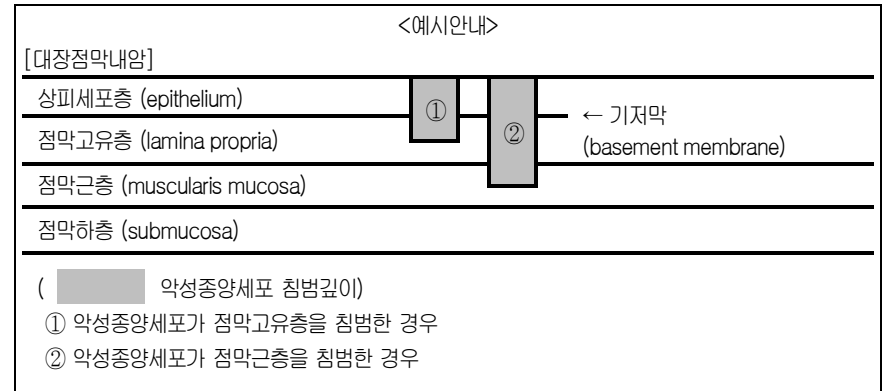 <예시안내>
[대장점막내암]
상피세포층 (epithelium)
①
← 기저막
②
점막고유층 (lamina propria)
(basement membrane)
점막근층 (muscularis mucosa)
점막하층 (submucosa)
( 악성종양세포 침범깊이)
① 악성종양세포가 점막고유층을 침범한 경우
② 악성종양세포가 점막근층을 침범한 경우